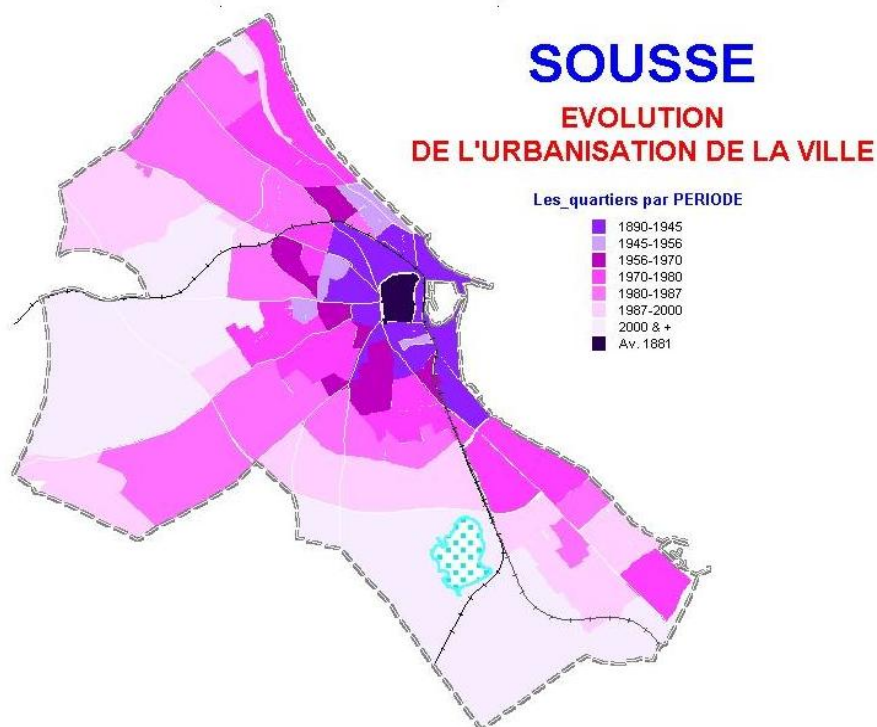 SOUSSE
EVOLUTION
DE L'URBANISATION DE LA VILLE
Les_quartiers par PERIODE
1890-1945
1945-1956
1956-1970
1970-1980
1980-1987
1987-2000
2000 & +
Av. 1881